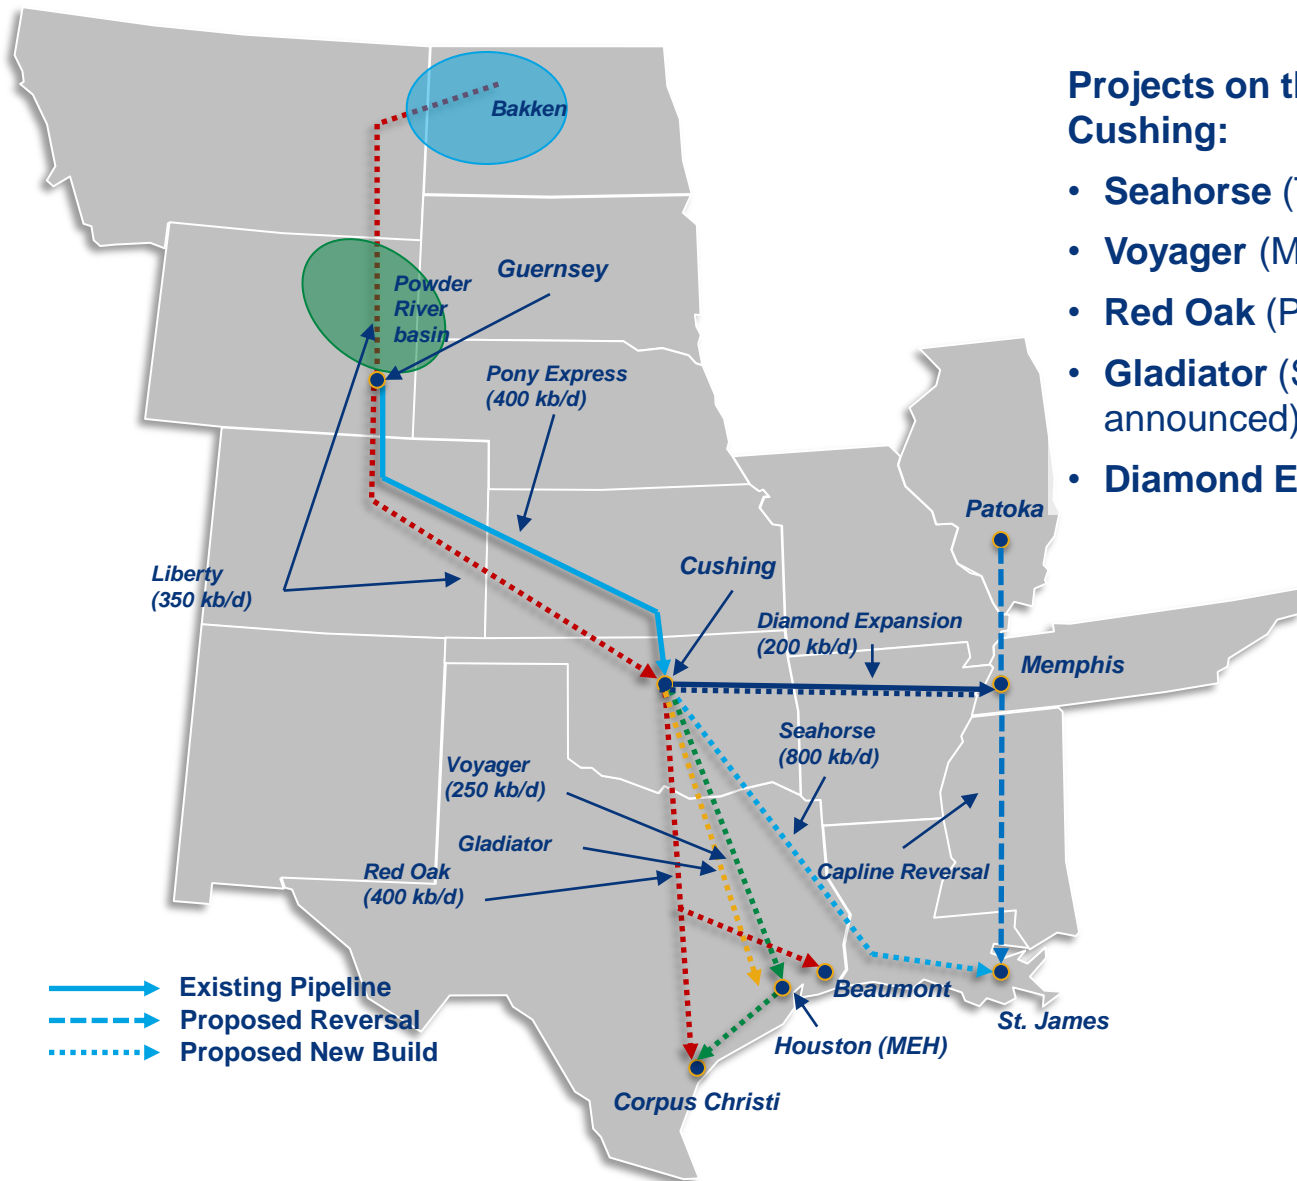 Projects on
Cushing:
• Seahorse
• Voyager
• Red Oak
• Gladiator
announced)
• Diamond
Bakken
Powder
River
basin
Guernsey
Pony Express
(400 kb/d)
Patoka
Liberty
(350 kb/d)
Cushing
Diamond Expansion
(200 kb/d)
Memphis
Seahorse
(800 kb/d)
Voyager
(250 kb/d)
Gladiator
Red Oak
(400 kb/d)
Capline Reversal
Existing Pipeline
Proposed Reversal
Proposed New Build
Beaumont
St. James
Houston (MEH)
Corpus Christi